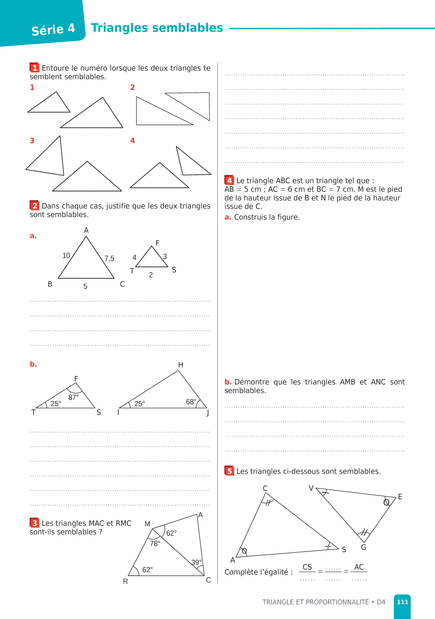 Série 4
Triangles semblables
1 Entoure le numéro lorsque les deux triangles te
semblent semblables.
1
2
3
4
2 Dans chaque cas, justifie que les deux triangles
sont semblables.
a.
A
10
7,5
B
5
C
F
4
3
T
2
S
b.
F
87°
25°
T
S
H
25°
68°
I
J
3 Les triangles MAC et RMC
sont-ils semblables ?
M
A
62°
78°
39°
62°
R
C
4 Le triangle ABC est un triangle tel que :
AB = 5 cm ; AC = 6 cm et BC = 7 cm. M est le pied
de la hauteur issue de B et N le pied de la hauteur
issue de C.
a. Construis la figure.
b. Démontre que les triangles AMB et ANC sont
semblables.
5 Les triangles ci-dessous sont semblables.
C
V
E
S
G
A
Complète l'égalité : CS/...... = ....../...... = AC/......
TRIANGLE ET PROPORTIONNALITÉ • D4
111